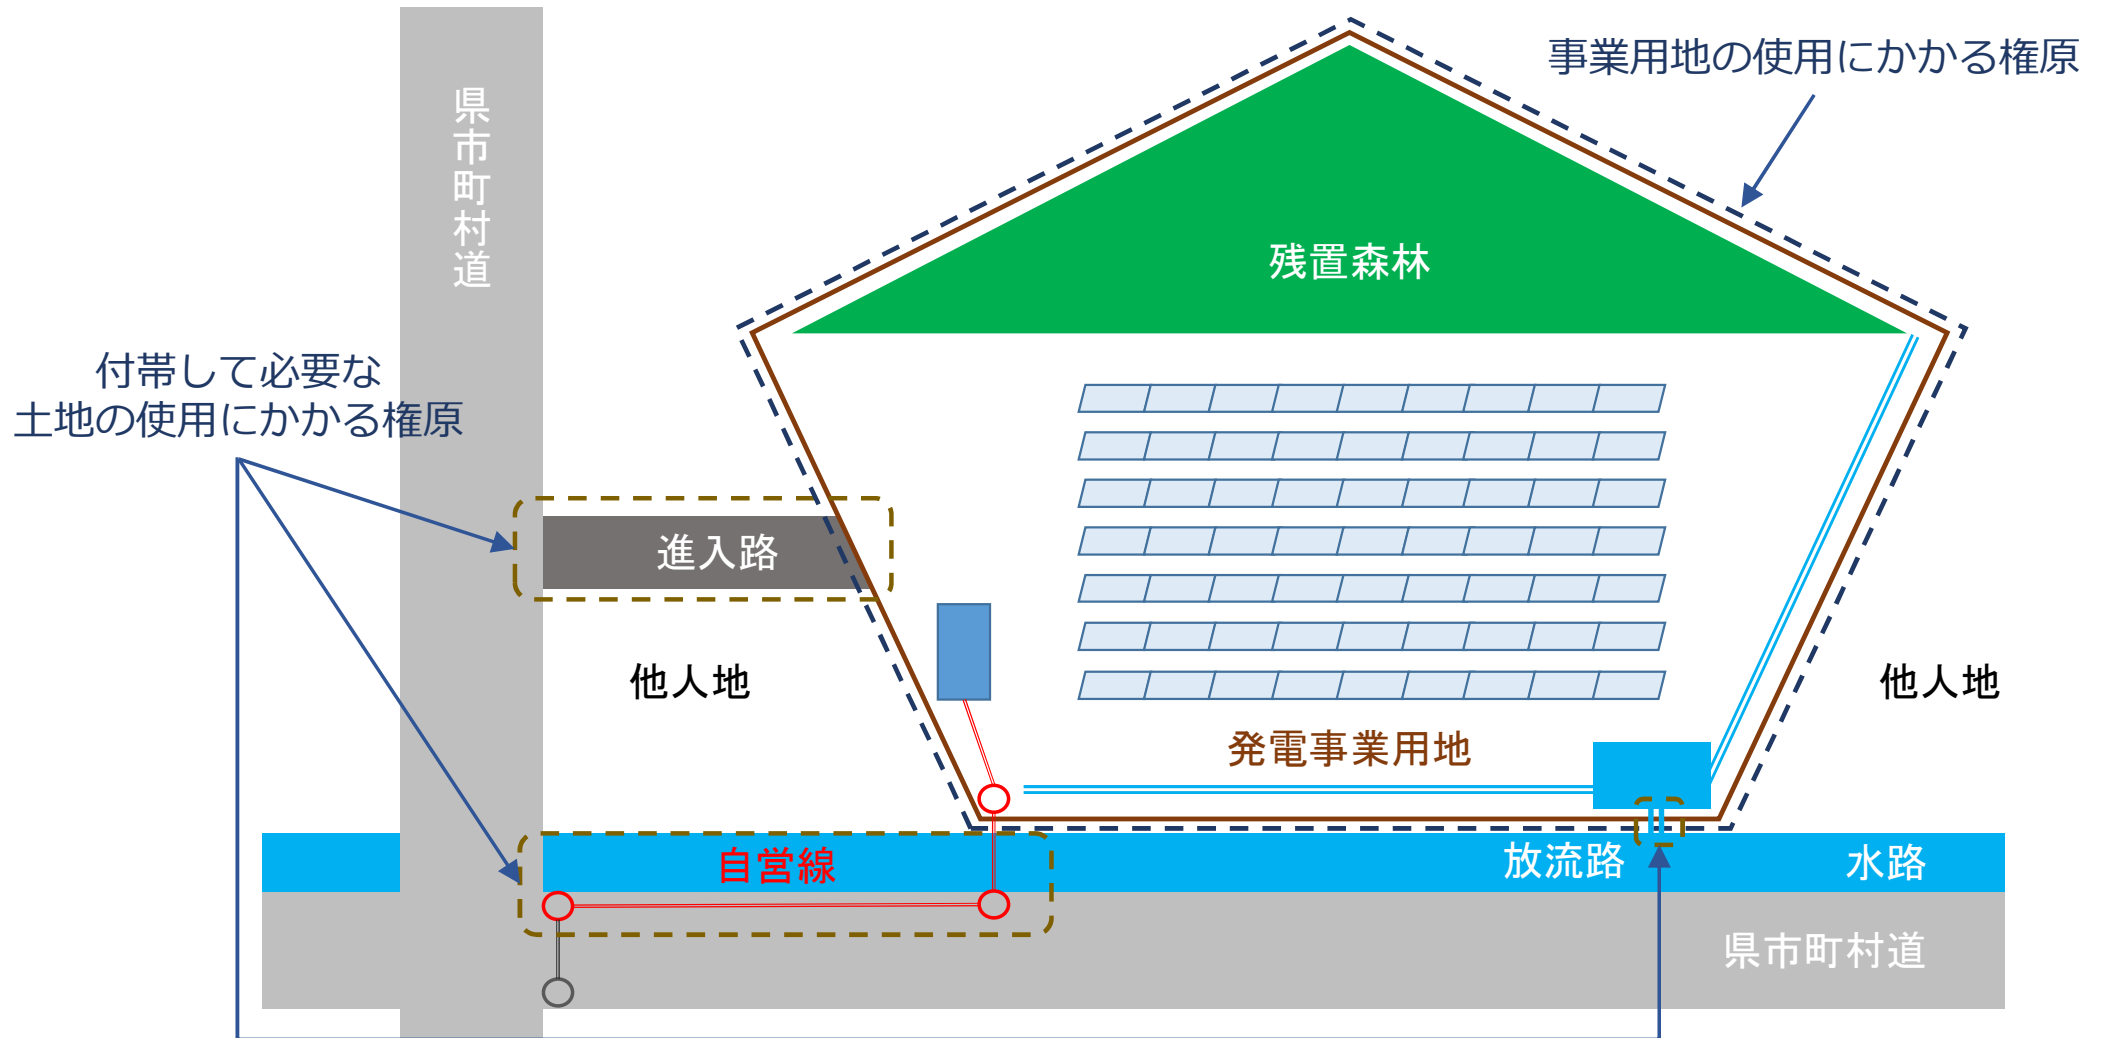 事業用地の使用にかかる権原
県市町村道
残置森林
付帯して必要な
土地の使用にかかる権原
進入路
他人地
他人地
発電事業用地
自営線
放流路
水路
県市町村道